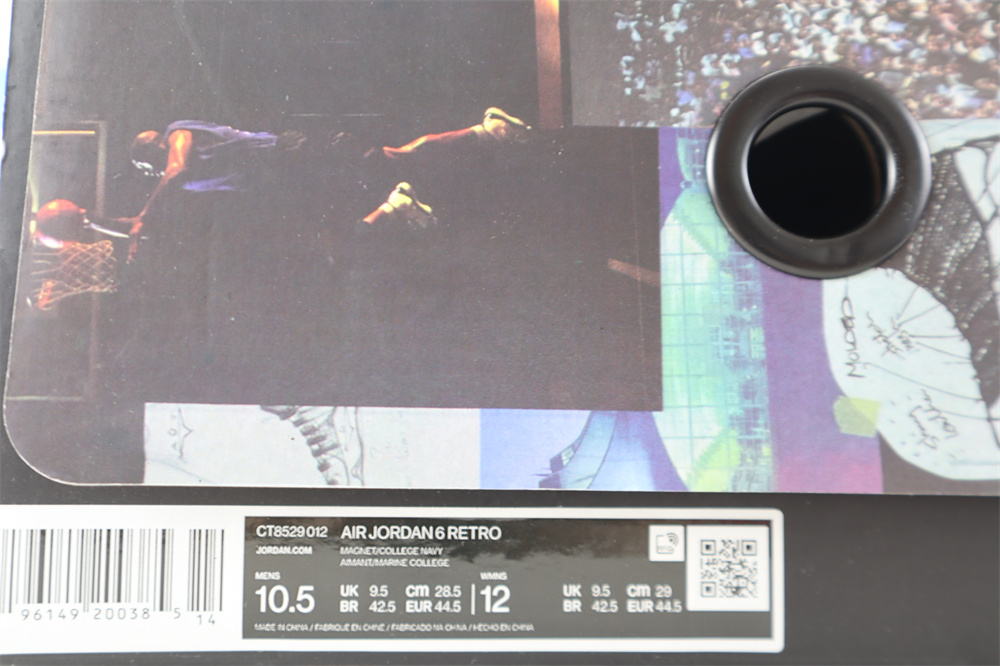 MOLDED
CT8529 012 AIR JORDAN 6 RETRO
JORDAN.COM
MAGNET/COLLEGE NAVY
AIMANT/MARINE COLLEGE
MENS
10.5
UK 9.5 cm 28.5
BR 42.5 EUR 44.5
WMNS
12
UK 9.5 cm 29
BR 42.5 EUR 44.5
MADE IN CHINA / FABRIQUÉ EN CHINE / FABRICADO NA CHINA / HECHO EN CHINA
96149 20038 5 14